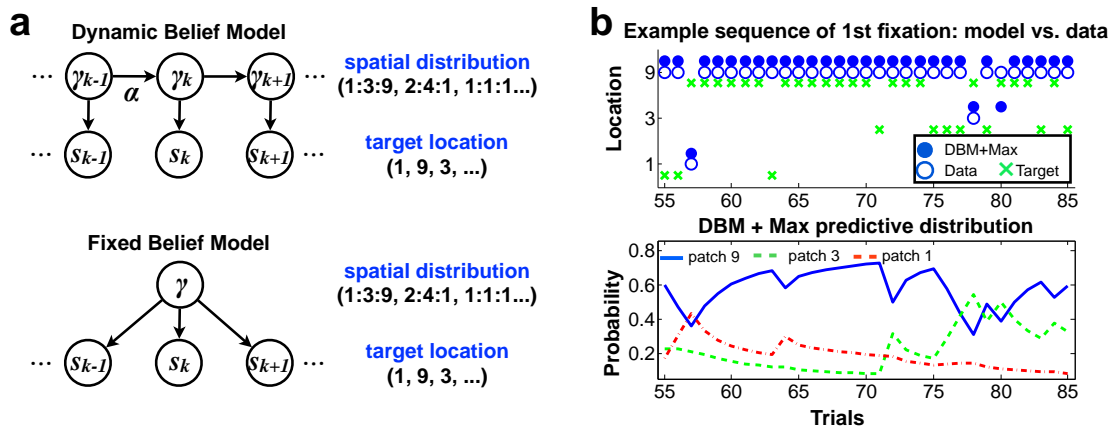 a
Dynamic Belief Model
... γk-1 γk γk+1 ...
α
spatial distribution
(1:3:9, 2:4:1, 1:1:1...)
... sk-1 sk sk+1 ...
target location
(1, 9, 3, ...)
Fixed Belief Model
γ
spatial distribution
(1:3:9, 2:4:1, 1:1:1...)
... sk-1 sk sk+1 ...
target location
(1, 9, 3, ...)
b
Example sequence of 1st fixation: model vs. data
Location
9
3
1
DBM+Max
Data Target
55 60 65 70 75 80 85
DBM + Max predictive distribution
Probability
0.8
0.6
0.4
0.2
patch 9 patch 3 patch 1
55 60 65 70 75 80 85
Trials